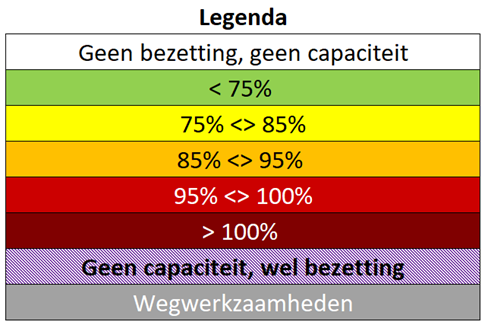 Legenda
Geen bezetting, geen capaciteit
< 75%
75% <> 85%
85% <> 95%
95% <> 100%
> 100%
Geen capaciteit, wel bezetting
Wegwerkzaamheden